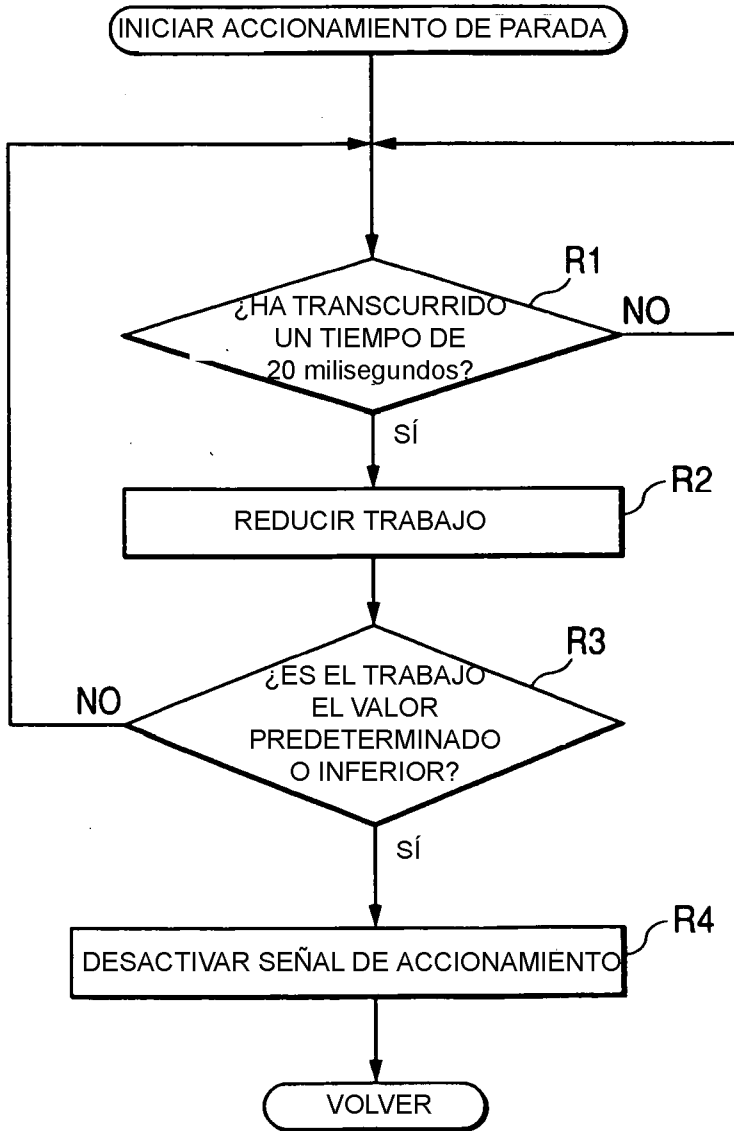 INICIAR ACCIONAMIENTO DE PARADA
R1
¿HA TRANSCURRIDO
UN TIEMPO DE
20 milisegundos?
NO
SÍ
R2
REDUCIR TRABAJO
R3
¿ES EL TRABAJO
EL VALOR
PREDETERMINADO
O INFERIOR?
NO
SÍ
R4
DESACTIVAR SEÑAL DE ACCIONAMIENTO
VOLVER